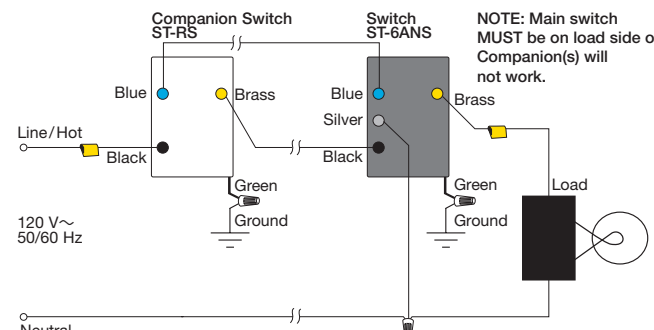 Companion Switch
ST-RS
Switch
ST-6ANS
NOTE: Main switch
MUST be on load side o
Companion(s) will
not work.
Blue
Brass
Blue
Brass
Silver
Line/Hot
Black
Black
Green
Green
Load
Ground
Ground
120 V~
50/60 Hz
Neutral